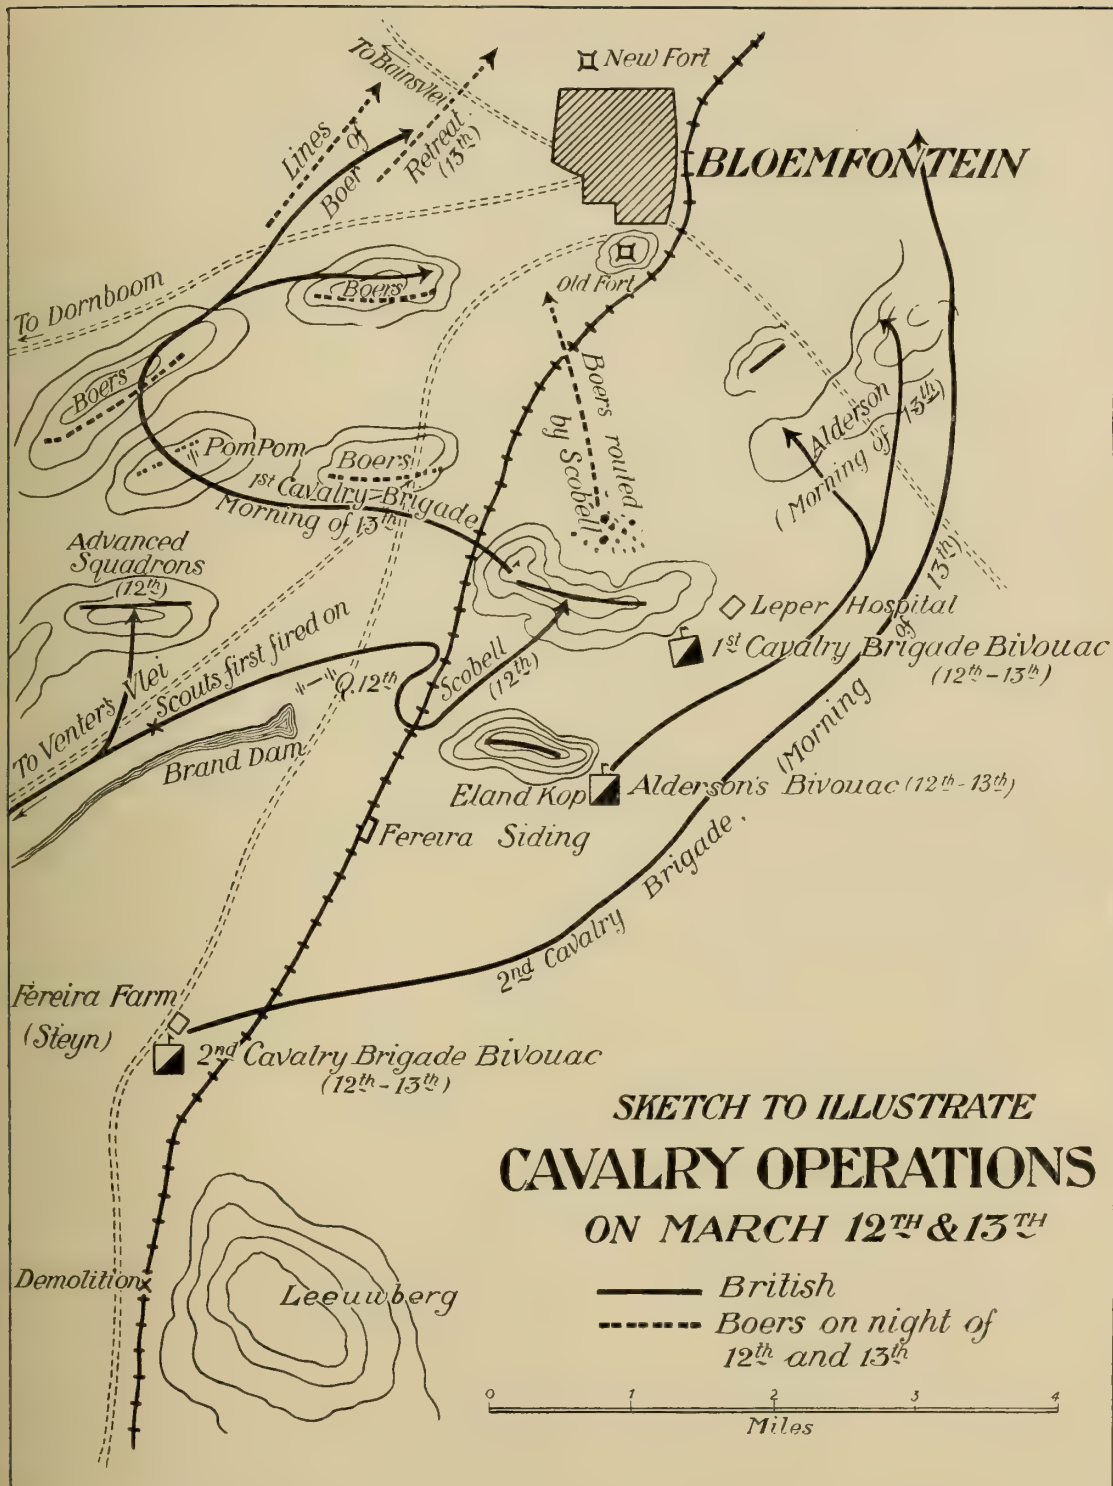 To Bainsvlei
New Fort
Lines of
Boer Retreat.
(13th)
BLOEMFONTEIN
Old Fort
To Dornboom
Boers
Boers
Boers routed
by Scobell
Alderson
(Morning of 13th)
Pom Pom
Boers
1st Cavalry-Brigade
Morning of 13th
Advanced
Squadrons
(12th)
Leper Hospital
1st Cavalry Brigade Bivouac
(12th-13th)
Scouts first fired on
Q. 12th
Scobell
(12th)
To Venter's Vlei
Brand Dam
Eland Kop
Alderson's Bivouac (12th-13th)
Fereira Siding
2nd Cavalry Brigade. (Morning of 13th)
Fereira Farm
(Steyn)
2nd Cavalry Brigade Bivouac
(12th-13th)
Demolition
Leeuwberg
SKETCH TO ILLUSTRATE
CAVALRY OPERATIONS
ON MARCH 12TH & 13TH
British
Boers on night of
12th and 13th
0 1 2 3 4
Miles